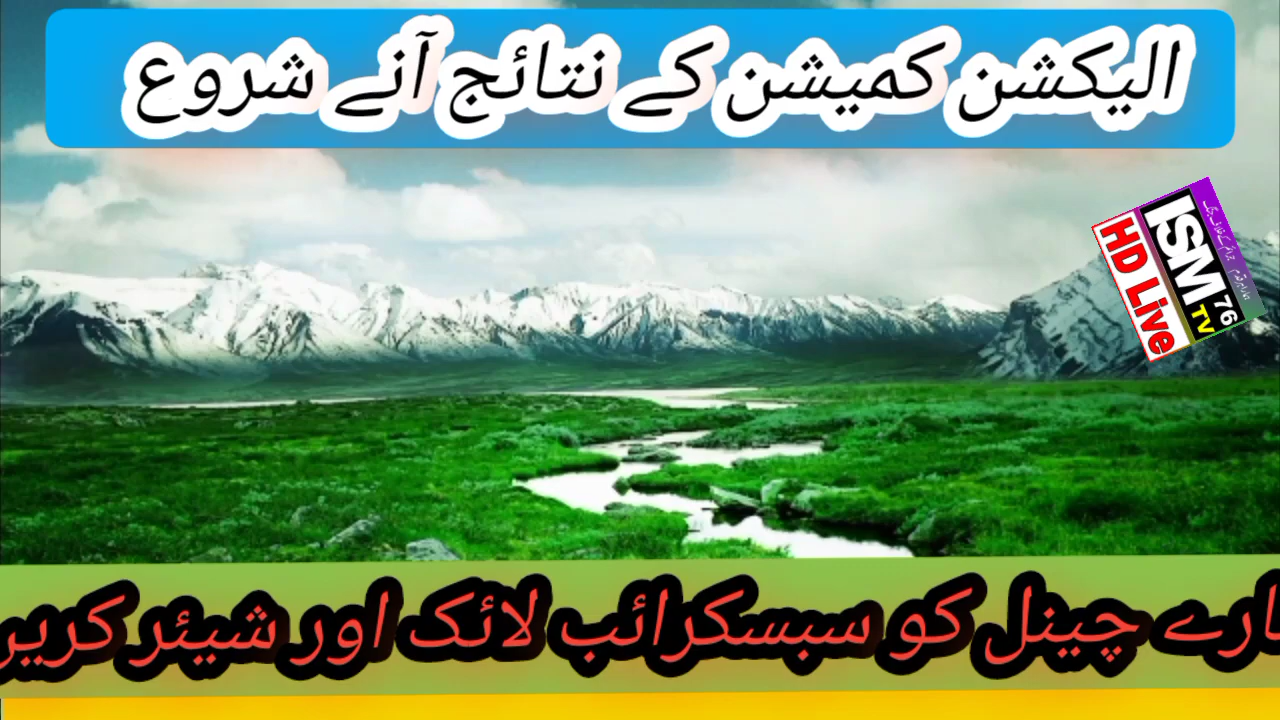 الیکشن کمیشن کے نتائج آنے شروع
HD Live
ISM
76
TV
ارے چینل کو سبسکرائب لائک اور شیئر کریں